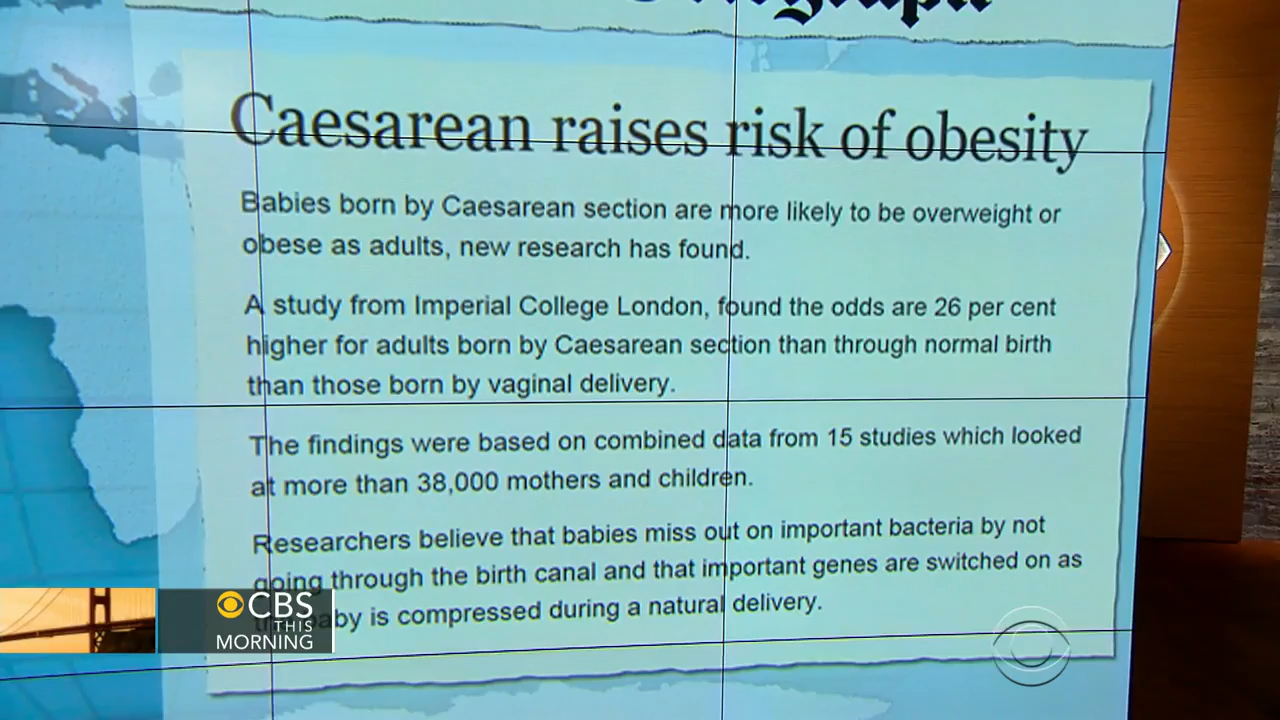 Caesarean raises risk of obesity
Babies born by Caesarean section are more likely to be overweight or
obese as adults, new research has found.
A study from Imperial College London, found the odds are 26 per cent
higher for adults born by Caesarean section than through normal birth
than those born by vaginal delivery.
The findings were based on combined data from 15 studies which looked
at more than 38,000 mothers and children.
Researchers believe that babies miss out on important bacteria by not
going through the birth canal and that important genes are switched on as
is compressed during a natural delivery.
CBS
THIS
MORNING